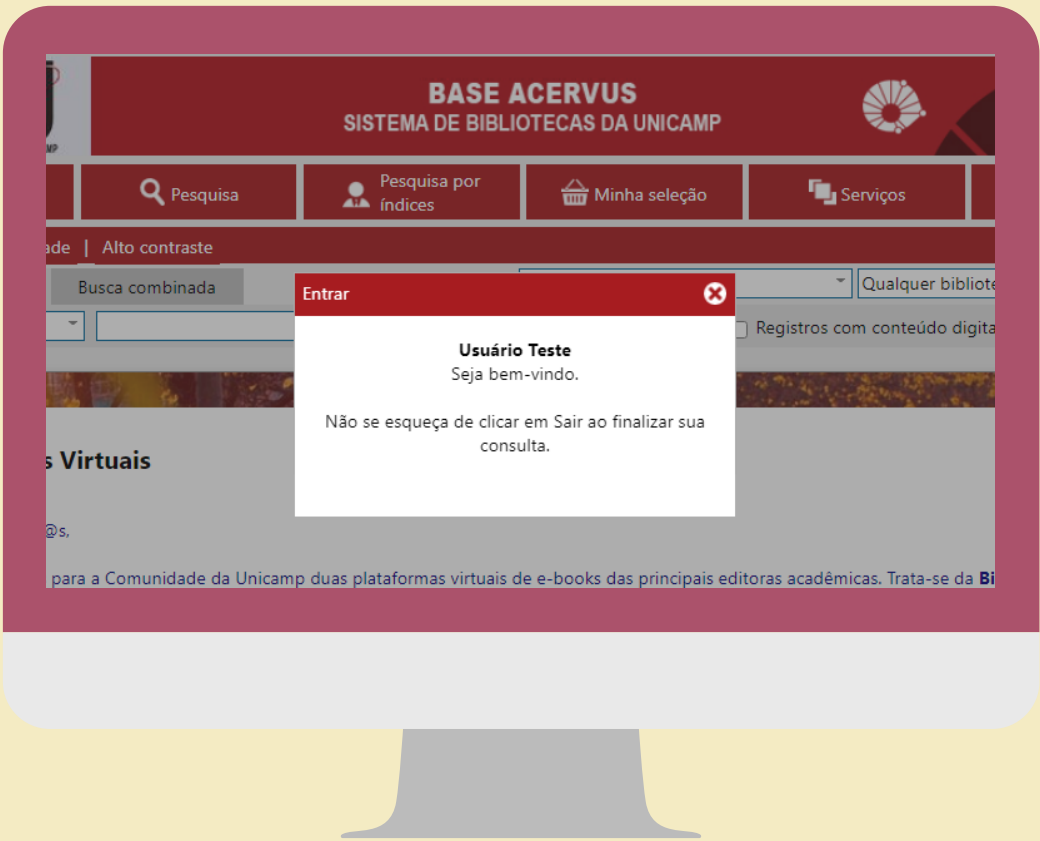 BASE ACERVUS
SISTEMA DE BIBLIOTECAS DA UNICAMP
Pesquisa
Pesquisa por
índices
Minha seleção
Serviços
ade | Alto contraste
Busca combinada
Qualquer bibliote
Registros com conteúdo digita
Entrar
Usuário Teste
Seja bem-vindo.
Não se esqueça de clicar em Sair ao finalizar sua
consulta.
s Virtuais
@s,
para a Comunidade da Unicamp duas plataformas virtuais de e-books das principais editoras acadêmicas. Trata-se da Bi